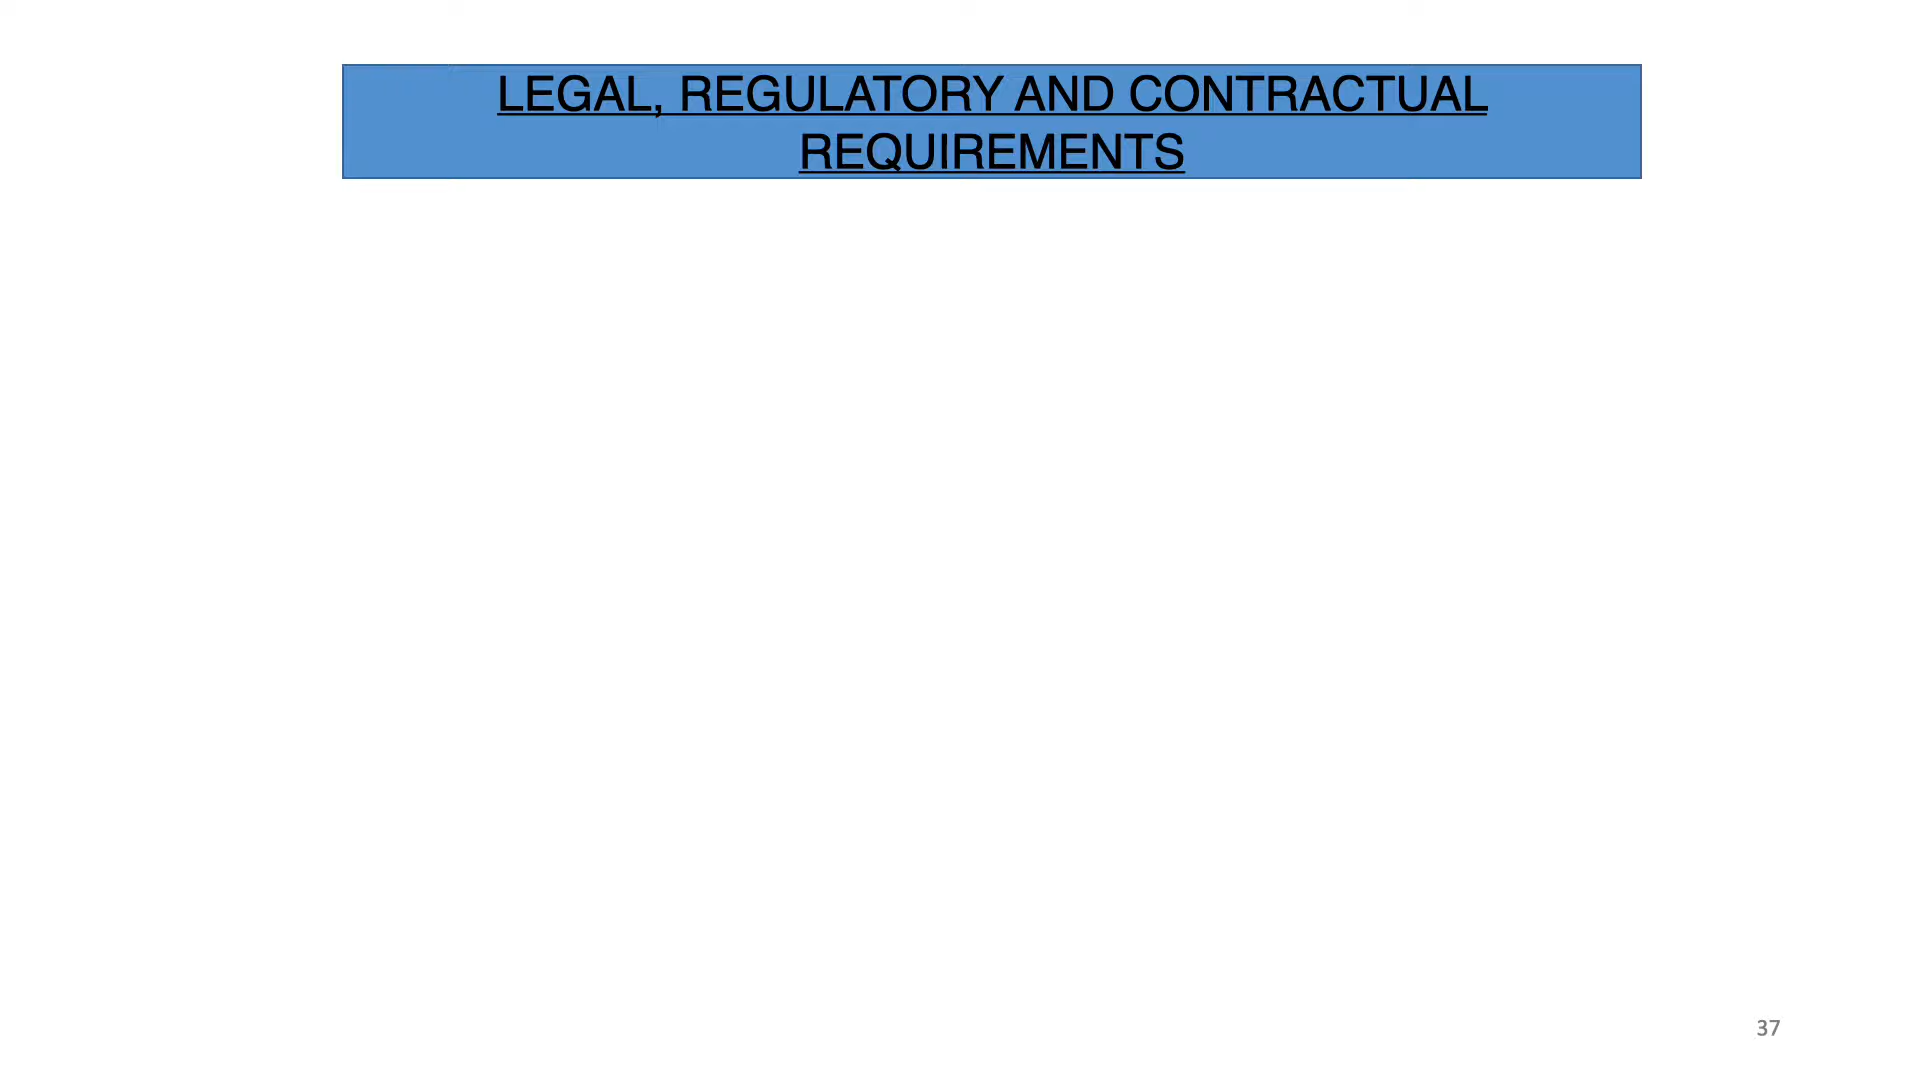 LEGAL, REGULATORY AND CONTRACTUAL
REQUIREMENTS
37